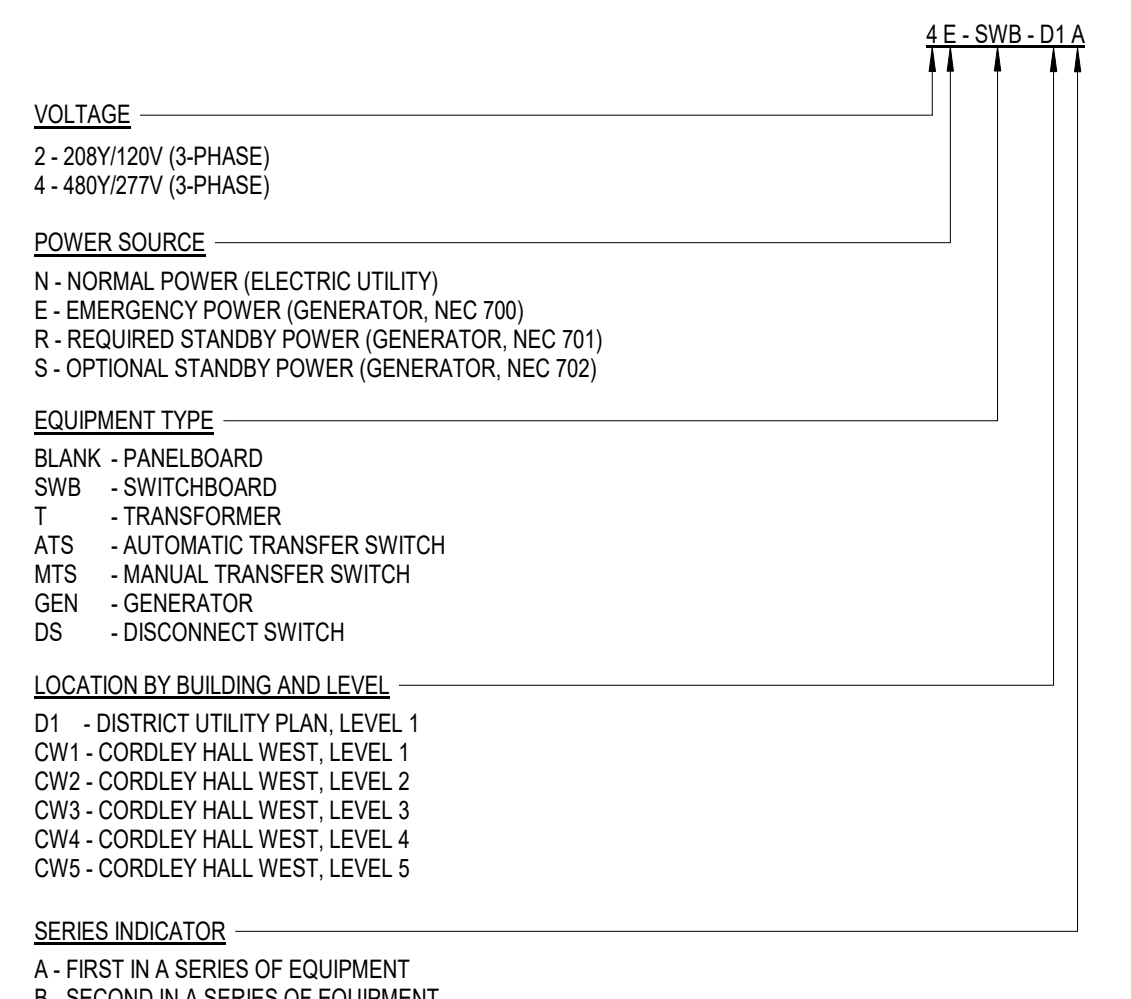 4 E - SWB - D1 A
VOLTAGE
2 - 208Y/120V (3-PHASE)
4 - 480Y/277V (3-PHASE)
POWER SOURCE
N - NORMAL POWER (ELECTRIC UTILITY)
E - EMERGENCY POWER (GENERATOR, NEC 700)
R - REQUIRED STANDBY POWER (GENERATOR, NEC 701)
S - OPTIONAL STANDBY POWER (GENERATOR, NEC 702)
EQUIPMENT TYPE
BLANK - PANELBOARD
SWB - SWITCHBOARD
T - TRANSFORMER
ATS - AUTOMATIC TRANSFER SWITCH
MTS - MANUAL TRANSFER SWITCH
GEN - GENERATOR
DS - DISCONNECT SWITCH
LOCATION BY BUILDING AND LEVEL
D1 - DISTRICT UTILITY PLAN, LEVEL 1
CW1 - CORDLEY HALL WEST, LEVEL 1
CW2 - CORDLEY HALL WEST, LEVEL 2
CW3 - CORDLEY HALL WEST, LEVEL 3
CW4 - CORDLEY HALL WEST, LEVEL 4
CW5 - CORDLEY HALL WEST, LEVEL 5
SERIES INDICATOR
A - FIRST IN A SERIES OF EQUIPMENT
B - SECOND IN A SERIES OF EQUIPMENT